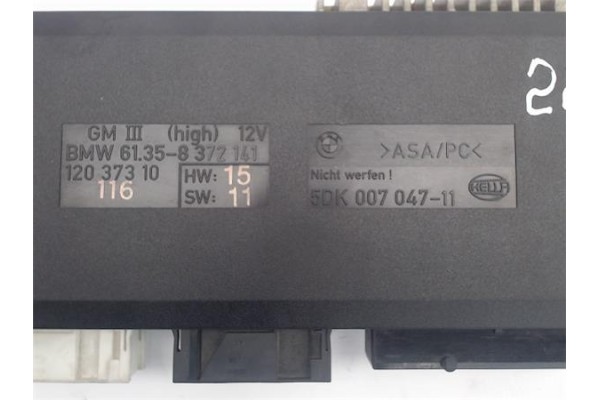 GM III (high) 12V
BMW 61.35-8 372 141
120 373 10
116
HW: 15
SW: 11
>ASA/PC<
Nicht werfen!
5DK 007 047-11
HELLA